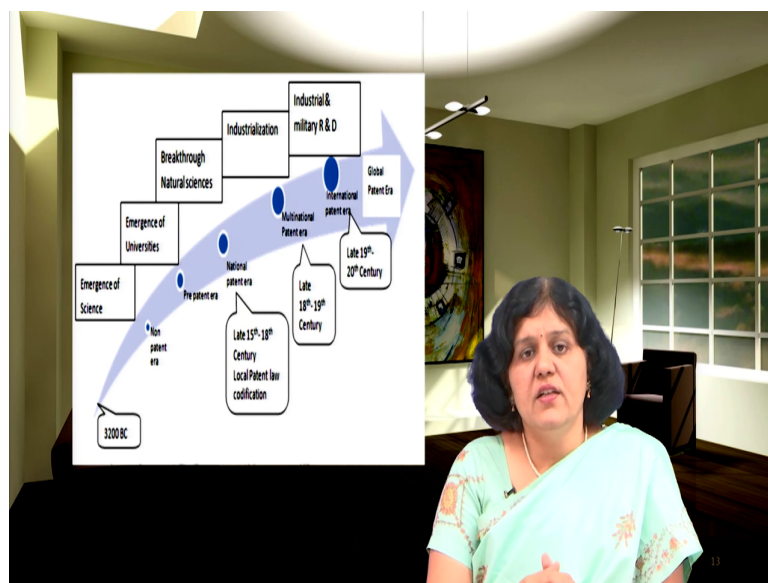 Industrial &
military R & D
Industrialization
Breakthrough
Natural sciences
Emergence of
Universities
Emergence of
Science
Global
Patent Era
International
patent era
Multinational
Patent era
National
patent era
Pre patent era
Non
patent
era
Late 19th-
20th Century
Late
18th-19th
Century
Late 15th-18th
Century
Local Patent law
codification
3200 BC
13